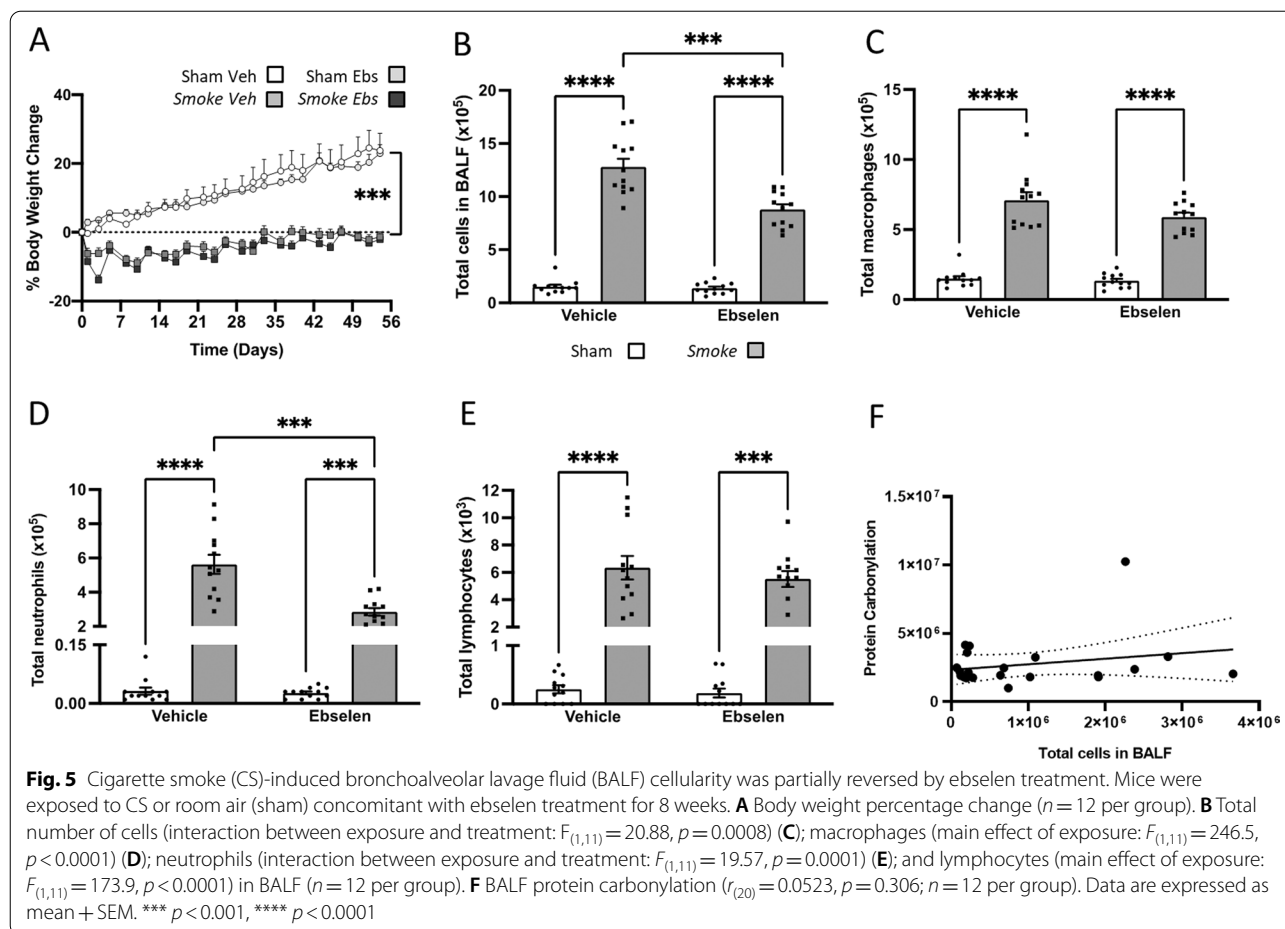 A
Sham Veh
Sham Ebs
Smoke Veh
Smoke Ebs
% Body Weight Change
40
20
0
-20
***
0 7 14 21 28 35 42 49 56
Time (Days)
B
***
****
****
Total cells in BALF (x10⁵)
20
15
10
5
0
Vehicle
Ebselen
Sham
Smoke
C
****
****
Total macrophages (x10⁵)
15
10
5
0
Vehicle
Ebselen
D
***
****
***
Total neutrophils (x10⁵)
10
8
6
4
2
0.15
0.00
Vehicle
Ebselen
E
****
***
Total lymphocytes (x10³)
12
10
8
6
4
2
1
0
Vehicle
Ebselen
F
Protein Carbonylation
1.5×10⁷
1×10⁷
5×10⁶
0
0 1×10⁶ 2×10⁶ 3×10⁶ 4×10⁶
Total cells in BALF
Fig. 5 Cigarette smoke (CS)-induced bronchoalveolar lavage fluid (BALF) cellularity was partially reversed by ebselen treatment. Mice were
exposed to CS or room air (sham) concomitant with ebselen treatment for 8 weeks. A Body weight percentage change (n = 12 per group). B Total
number of cells (interaction between exposure and treatment: F(1,11) = 20.88, p = 0.0008) (C); macrophages (main effect of exposure: F(1,11) = 246.5,
p < 0.0001) (D); neutrophils (interaction between exposure and treatment: F(1,11) = 19.57, p = 0.0001) (E); and lymphocytes (main effect of exposure:
F(1,11) = 173.9, p < 0.0001) in BALF (n = 12 per group). F BALF protein carbonylation (r(20) = 0.0523, p = 0.306; n = 12 per group). Data are expressed as
mean + SEM. *** p < 0.001, **** p < 0.0001